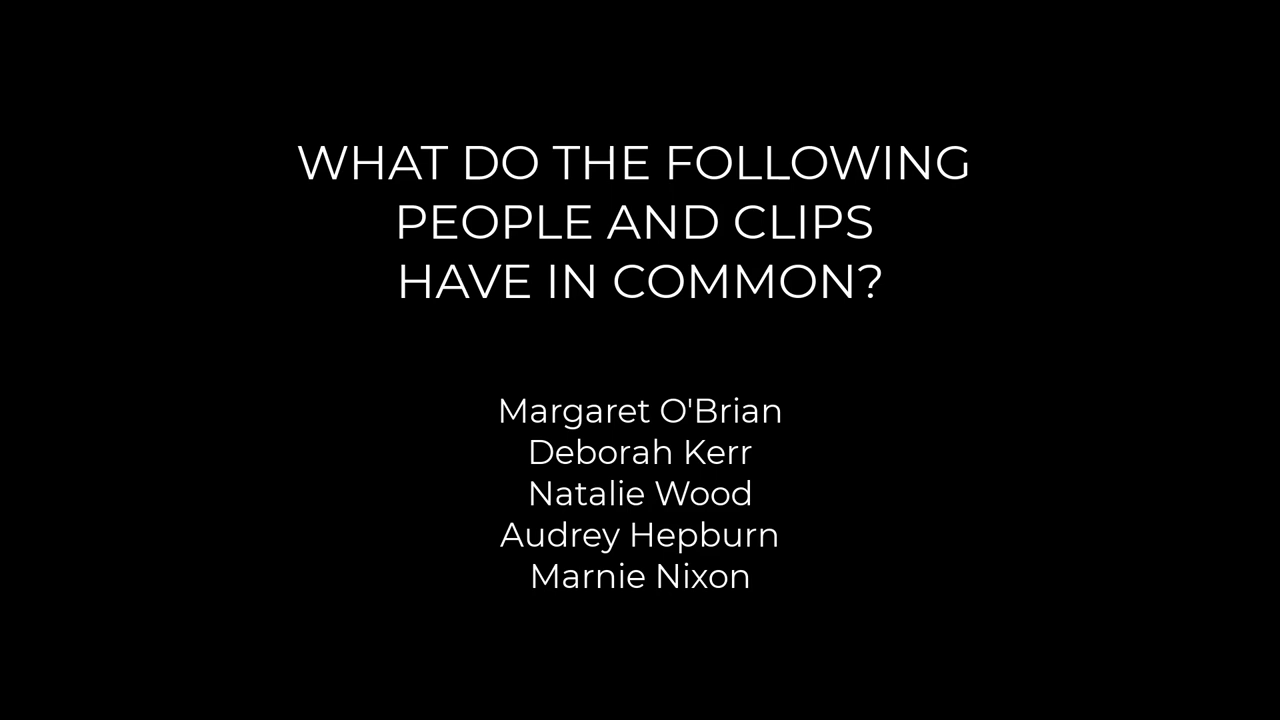 WHAT DO THE FOLLOWING
PEOPLE AND CLIPS
HAVE IN COMMON?
Margaret O'Brian
Deborah Kerr
Natalie Wood
Audrey Hepburn
Marnie Nixon